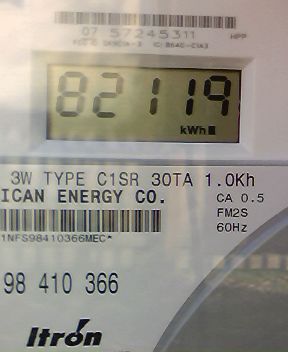 07 57245311 HPP
82119
kWh
3W TYPE C1SR 30TA 1.0Kh
ICAN ENERGY CO. CA 0.5
FM2S
1NFS98410366MEC* 60Hz
98 410 366
Itron